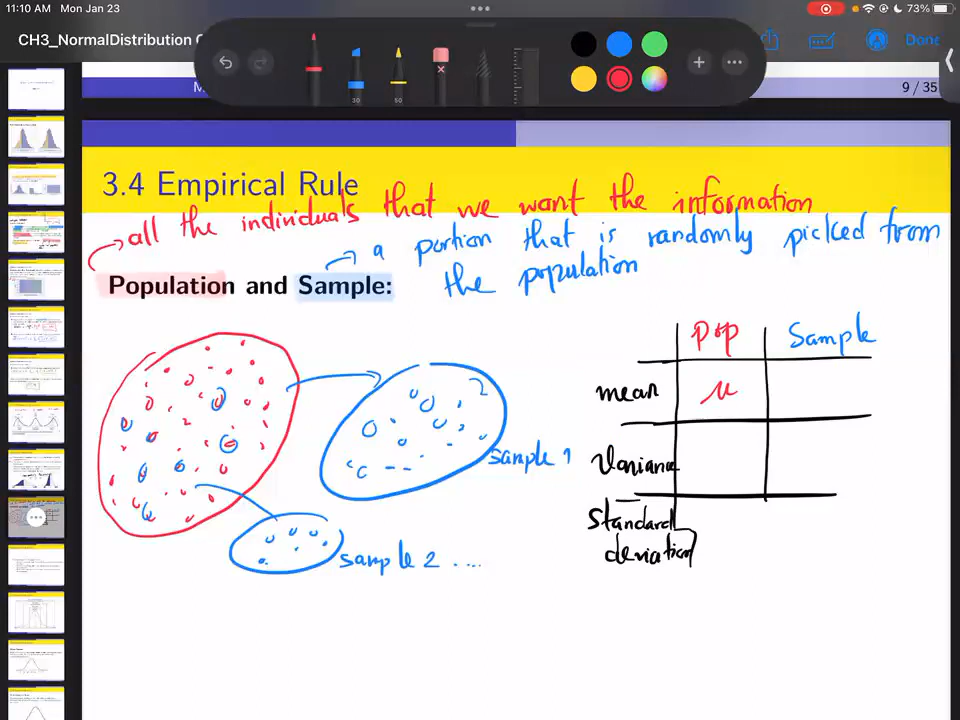 11:10 AM Mon Jan 23
73%
CH3_NormalDistribution
Done
30
50
9 / 35
3.4 Empirical Rule
all the individuals that we want the information
a portion that is randomly picked from
the population
Population and Sample:
Pop Sample
mean μ
Variance
Standard
deviation
sample 1
sample 2 ....